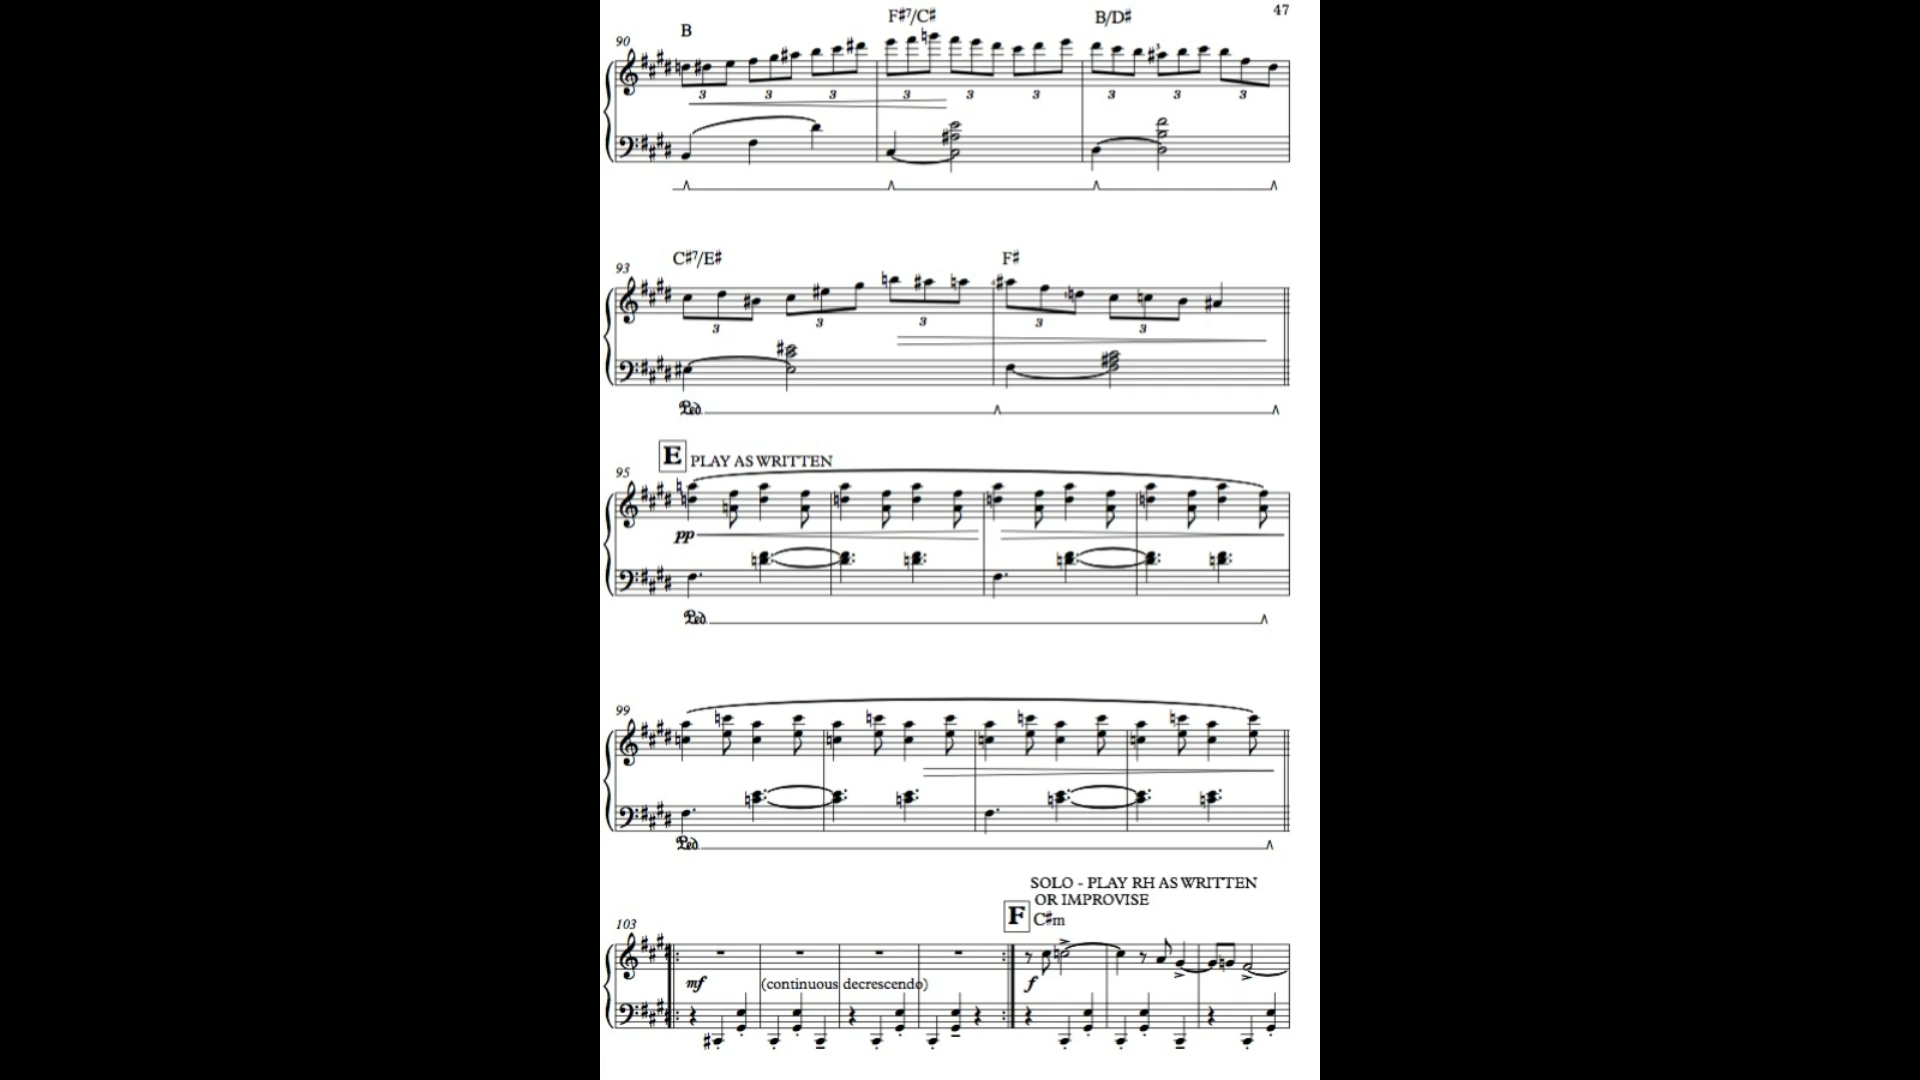 47
B F♯7/C♯ B/D♯
90
3 3 3 3 3 3 3 3 3
C♯7/E♯ F♯
93
3 3 3 3 3
Ped.
E PLAY AS WRITTEN
95
pp
Ped.
99
Ped.
SOLO - PLAY RH AS WRITTEN
OR IMPROVISE
F C♯m
103
mf (continuous decrescendo) f